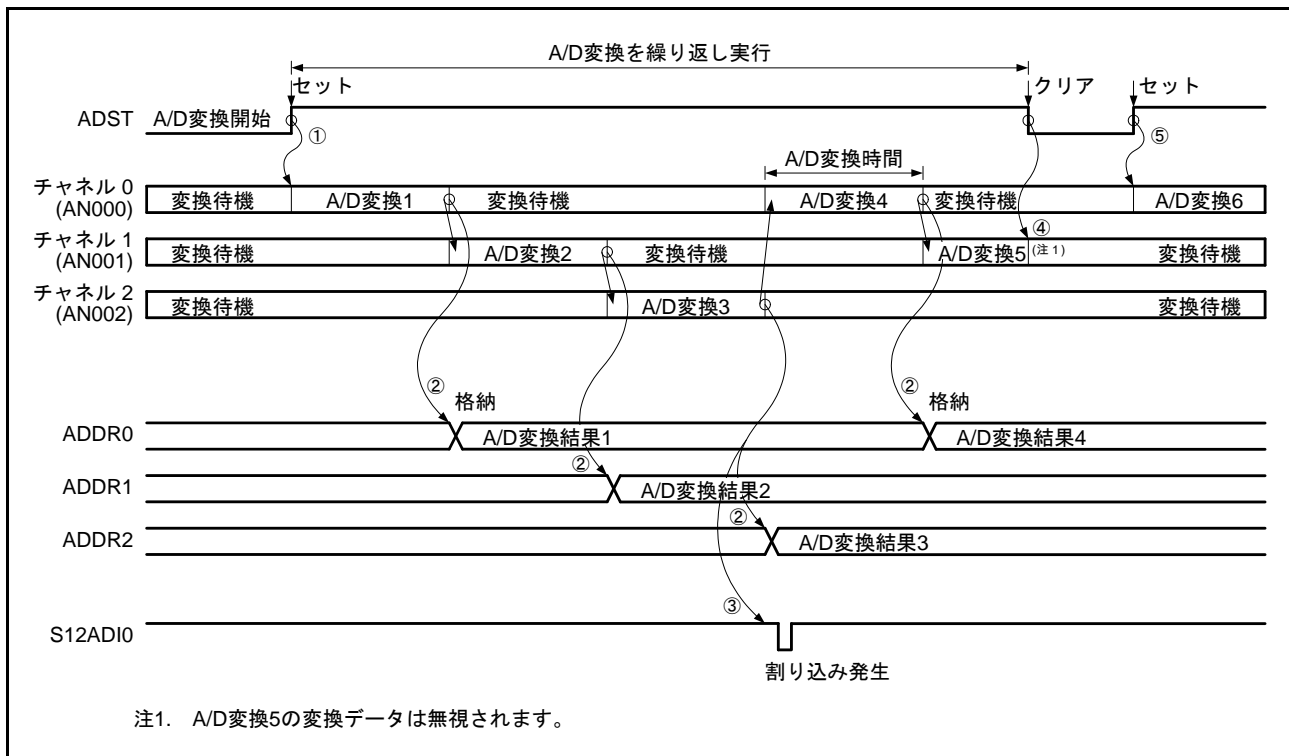 A/D変換を繰り返し実行
セット
クリア
セット
ADST
A/D変換開始
①
⑤
A/D変換時間
チャネル 0
(AN000)
変換待機
A/D変換1
変換待機
A/D変換4
変換待機
A/D変換6
④
チャネル 1
(AN001)
変換待機
A/D変換2
変換待機
A/D変換5
(注 1)
変換待機
チャネル 2
(AN002)
変換待機
A/D変換3
変換待機
②
格納
②
格納
ADDR0
A/D変換結果1
A/D変換結果4
②
ADDR1
A/D変換結果2
②
ADDR2
A/D変換結果3
③
S12ADI0
割り込み発生
注1. A/D変換5の変換データは無視されます。